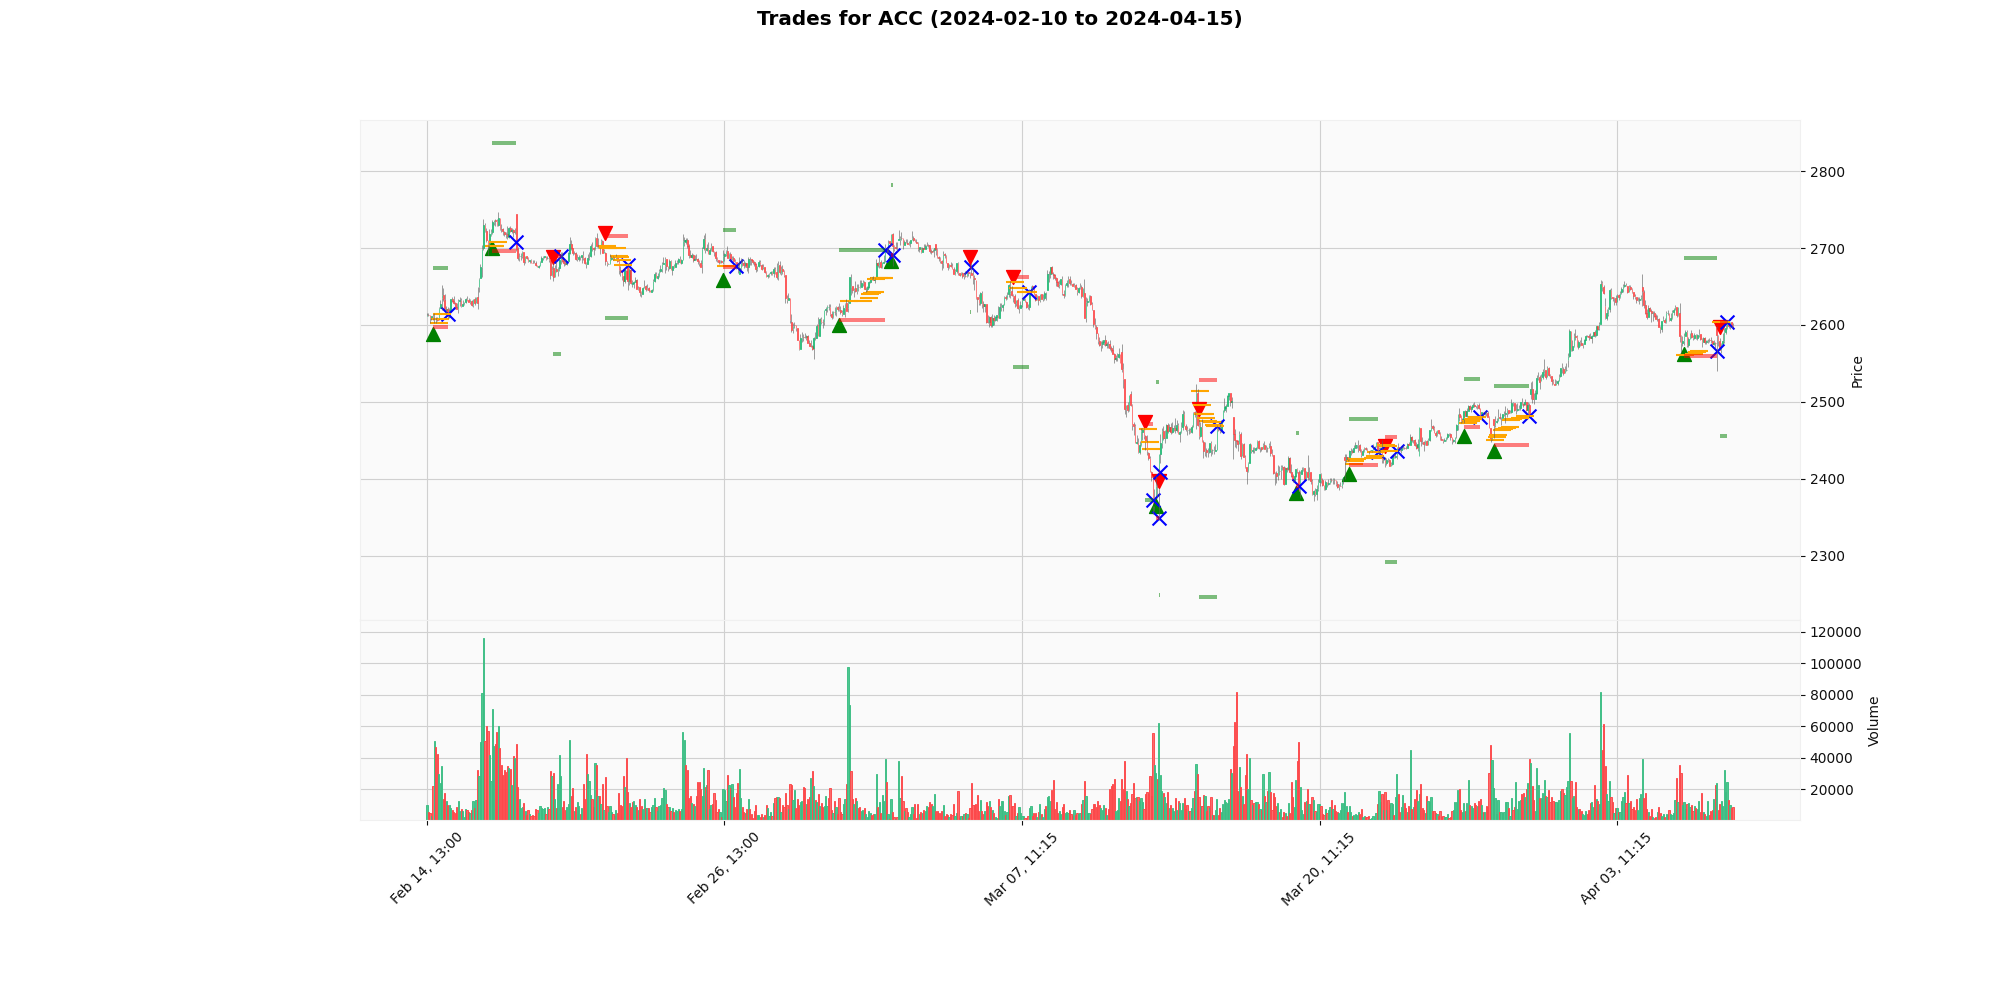 Trades for ACC (2024-02-10 to 2024-04-15)
2800
2700
2600
2500
2400
2300
Price
120000
100000
80000
60000
40000
20000
Volume
Feb 14, 13:00
Feb 26, 13:00
Mar 07, 11:15
Mar 20, 11:15
Apr 03, 11:15